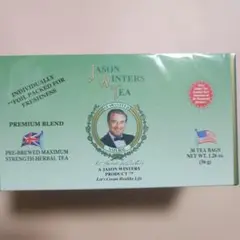 JASON
WINTERS
TEA
INDIVIDUALLY
**FOIL PACKED FOR
FRESHNESS
PREMIUM BLEND
PRE-BREWED MAXIMUM
STRENGTH HERBAL TEA
A JASON WINTERS
PRODUCT™
Let's Create Healthy Life
30 TEA BAGS
NET WT. 1.26 oz.
(36 g)